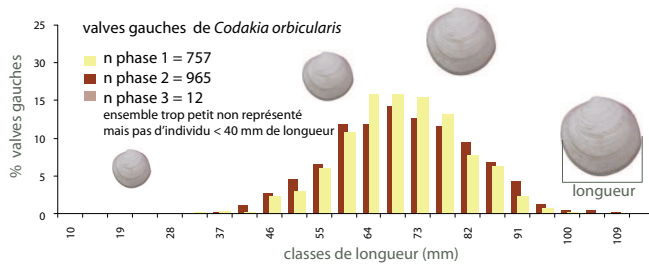 valves gauches de Codakia orbicularis
n phase 1 = 757
n phase 2 = 965
n phase 3 = 12
ensemble trop petit non représenté
mais pas d'individu < 40 mm de longueur
% valves gauches
25
20
15
10
5
0
longueur
10 19 28 37 46 55 64 73 82 91 100 109
classes de longueur (mm)